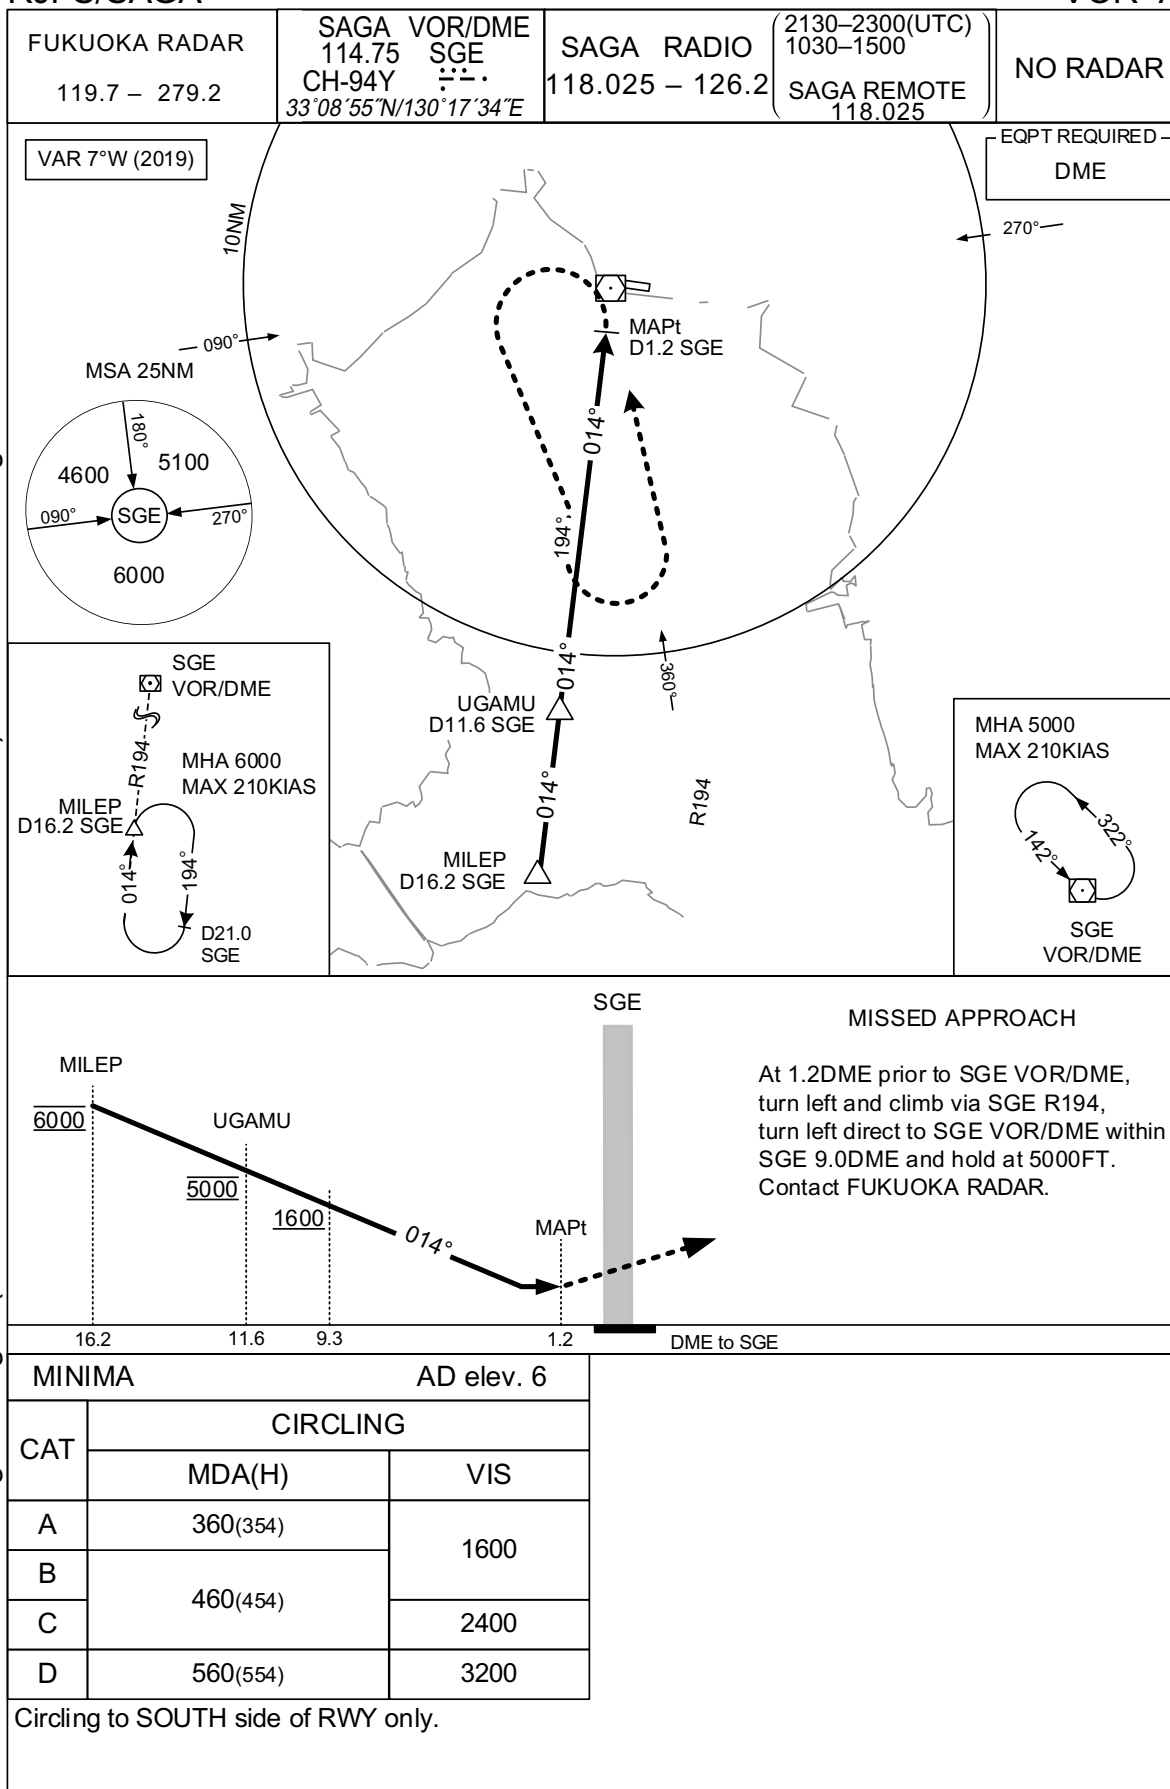 FUKUOKA RADAR
119.7 – 279.2
SAGA VOR/DME
114.75 SGE
CH-94Y
33°08´55˝N/130°17´34˝E
SAGA RADIO
118.025 – 126.2
2130–2300(UTC)
1030–1500
SAGA REMOTE
118.025
NO RADAR
VAR 7°W (2019)
EQPT REQUIRED
DME
10NM
270°
090°
MAPt
D1.2 SGE
MSA 25NM
180°
4600
5100
090°
SGE
270°
6000
014°
194°
014°
360°
UGAMU
D11.6 SGE
014°
R194
MILEP
D16.2 SGE
SGE
VOR/DME
R194
MHA 6000
MAX 210KIAS
MILEP
D16.2 SGE
014°
194°
D21.0
SGE
MHA 5000
MAX 210KIAS
322°
142°
SGE
VOR/DME
SGE
MISSED APPROACH
At 1.2DME prior to SGE VOR/DME,
turn left and climb via SGE R194,
turn left direct to SGE VOR/DME within
SGE 9.0DME and hold at 5000FT.
Contact FUKUOKA RADAR.
MILEP
6000
UGAMU
5000
1600
014°
MAPt
16.2 11.6 9.3 1.2 DME to SGE
MINIMA AD elev. 6
CAT
CIRCLING
MDA(H) VIS
A 360(354) 1600
B 460(454)
C 2400
D 560(554) 3200
Circling to SOUTH side of RWY only.